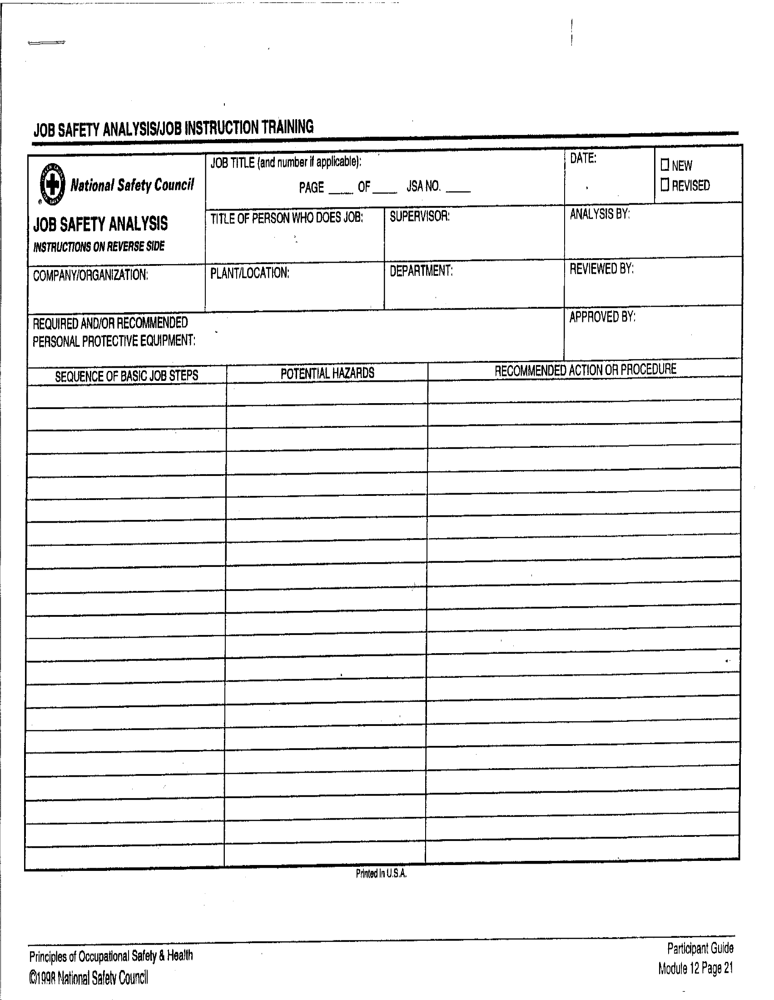 JOB SAFETY ANALYSIS/JOB INSTRUCTION TRAINING
National Safety Council
®
JOB SAFETY ANALYSIS
INSTRUCTIONS ON REVERSE SIDE
JOB TITLE (and number if applicable):
PAGE ____ OF ____ JSA NO. ____
DATE:
NEW
REVISED
TITLE OF PERSON WHO DOES JOB:
SUPERVISOR:
ANALYSIS BY:
COMPANY/ORGANIZATION:
PLANT/LOCATION:
DEPARTMENT:
REVIEWED BY:
REQUIRED AND/OR RECOMMENDED
PERSONAL PROTECTIVE EQUIPMENT:
APPROVED BY:
SEQUENCE OF BASIC JOB STEPS
POTENTIAL HAZARDS
RECOMMENDED ACTION OR PROCEDURE
Printed in U.S.A.
Principles of Occupational Safety & Health
©1998 National Safety Council
Participant Guide
Module 12 Page 21